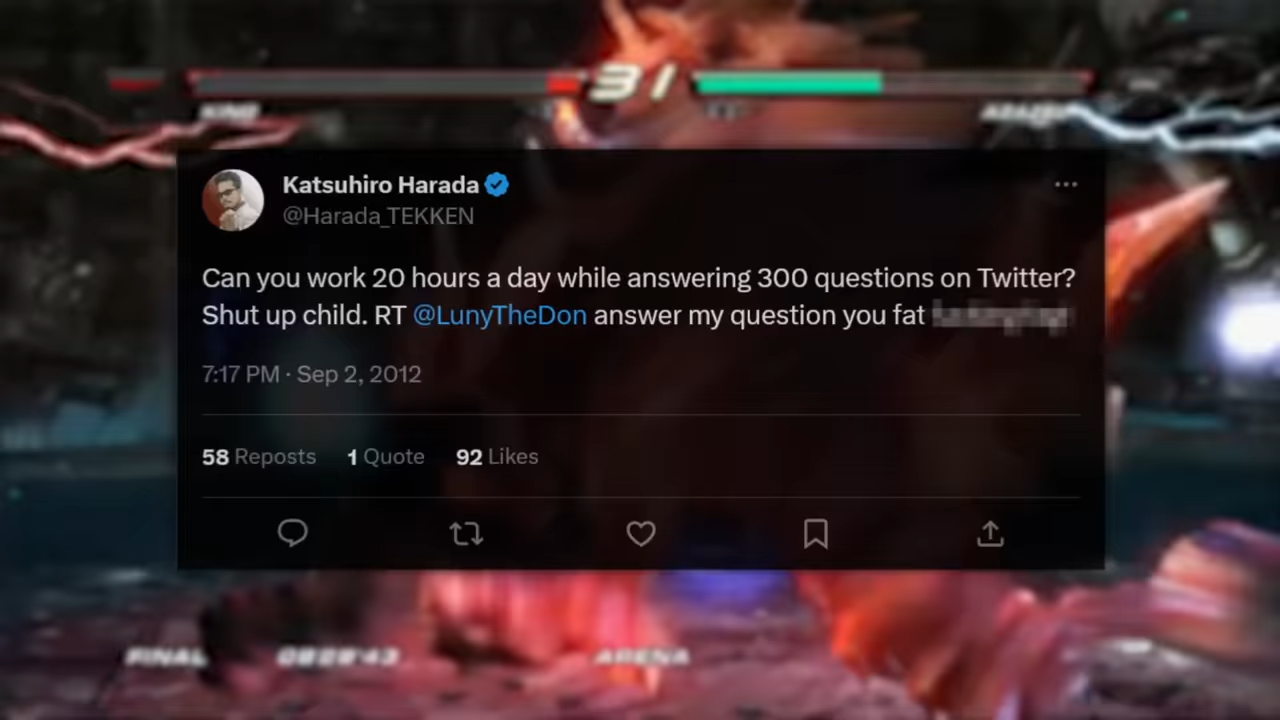 31
KING
Katsuhiro Harada
@Harada_TEKKEN
Can you work 20 hours a day while answering 300 questions on Twitter?
Shut up child. RT @LunyTheDon answer my question you fat
7:17 PM · Sep 2, 2012
58 Reposts 1 Quote 92 Likes
FINAL ARENA